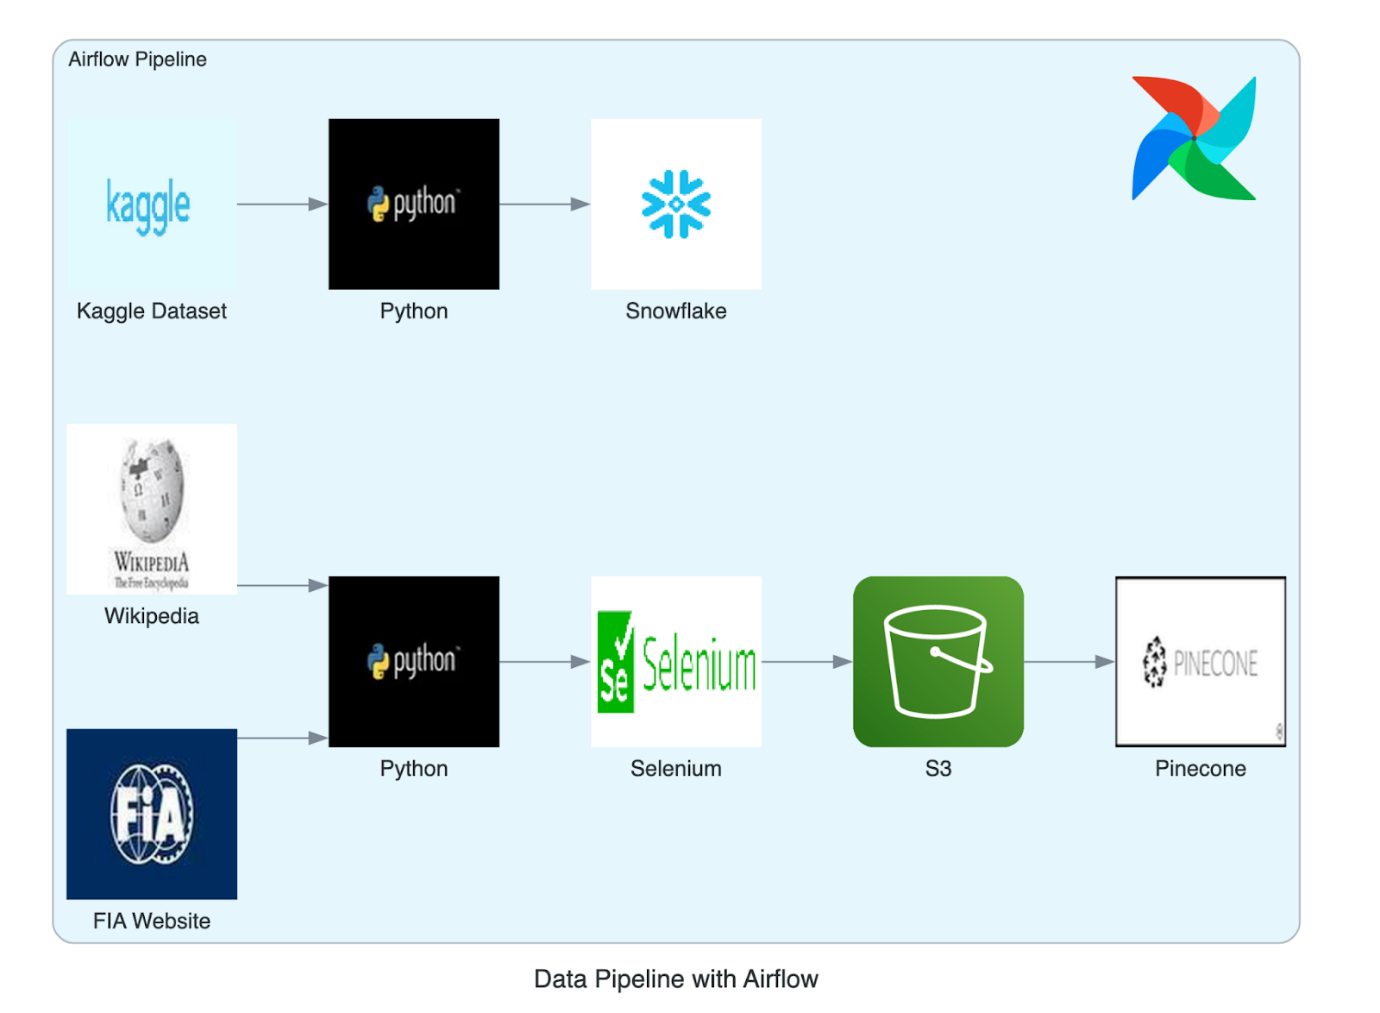 Airflow Pipeline
kaggle
python
Kaggle Dataset
Python
Snowflake
WIKIPEDIA
The Free Encyclopedia
Wikipedia
python
Se
Selenium
PINECONE
Python
Selenium
S3
Pinecone
FiA
FIA Website
Data Pipeline with Airflow